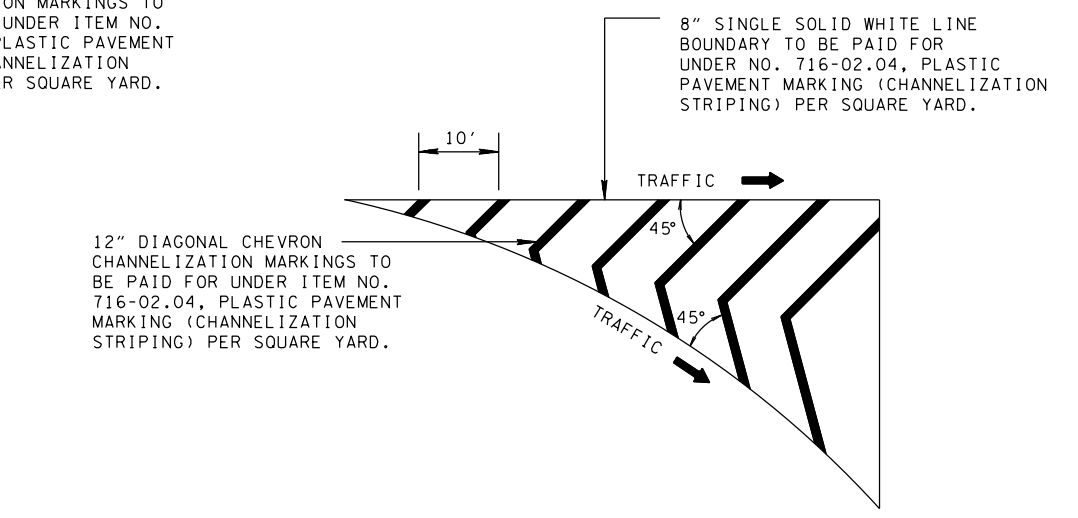 ON MARKINGS TO
UNDER ITEM NO.
PLASTIC PAVEMENT
ANNELIZATION
ER SQUARE YARD.
8" SINGLE SOLID WHITE LINE
BOUNDARY TO BE PAID FOR
UNDER NO. 716-02.04, PLASTIC
PAVEMENT MARKING (CHANNELIZATION
STRIPING) PER SQUARE YARD.
10'
TRAFFIC
45°
12" DIAGONAL CHEVRON
CHANNELIZATION MARKINGS TO
BE PAID FOR UNDER ITEM NO.
716-02.04, PLASTIC PAVEMENT
MARKING (CHANNELIZATION
STRIPING) PER SQUARE YARD.
45°
TRAFFIC